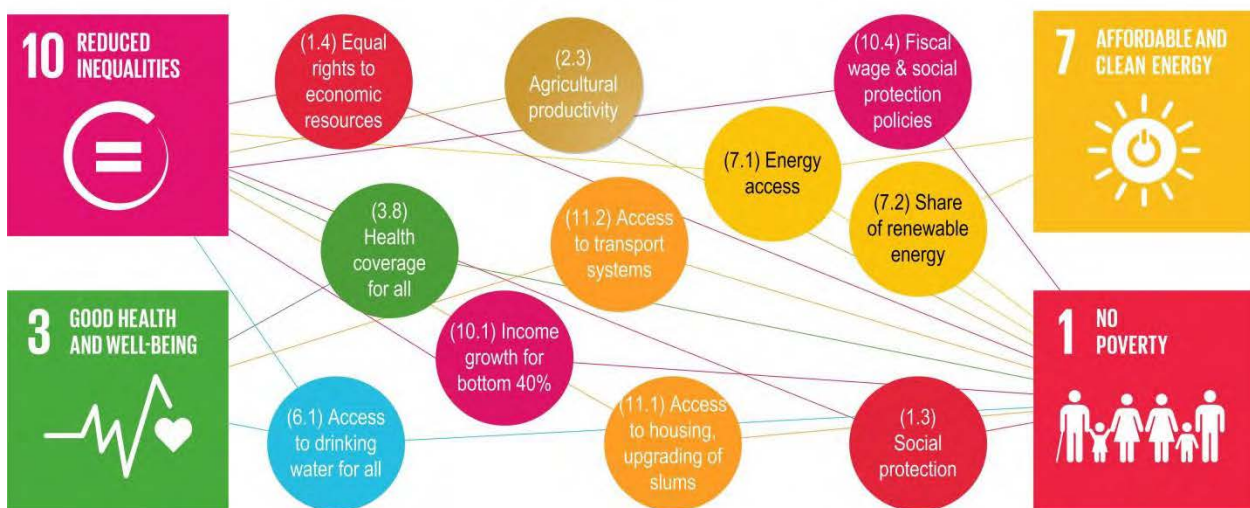 10 REDUCED
INEQUALITIES
(1.4) Equal
rights to
economic
resources
(2.3)
Agricultural
productivity
(10.4) Fiscal
wage & social
protection
policies
7 AFFORDABLE AND
CLEAN ENERGY
(7.1) Energy
access
(3.8)
Health
coverage
for all
(11.2) Access
to transport
systems
(7.2) Share
of renewable
energy
3 GOOD HEALTH
AND WELL-BEING
(10.1) Income
growth for
bottom 40%
1 NO
POVERTY
(6.1) Access
to drinking
water for all
(11.1) Access
to housing,
upgrading of
slums
(1.3)
Social
protection